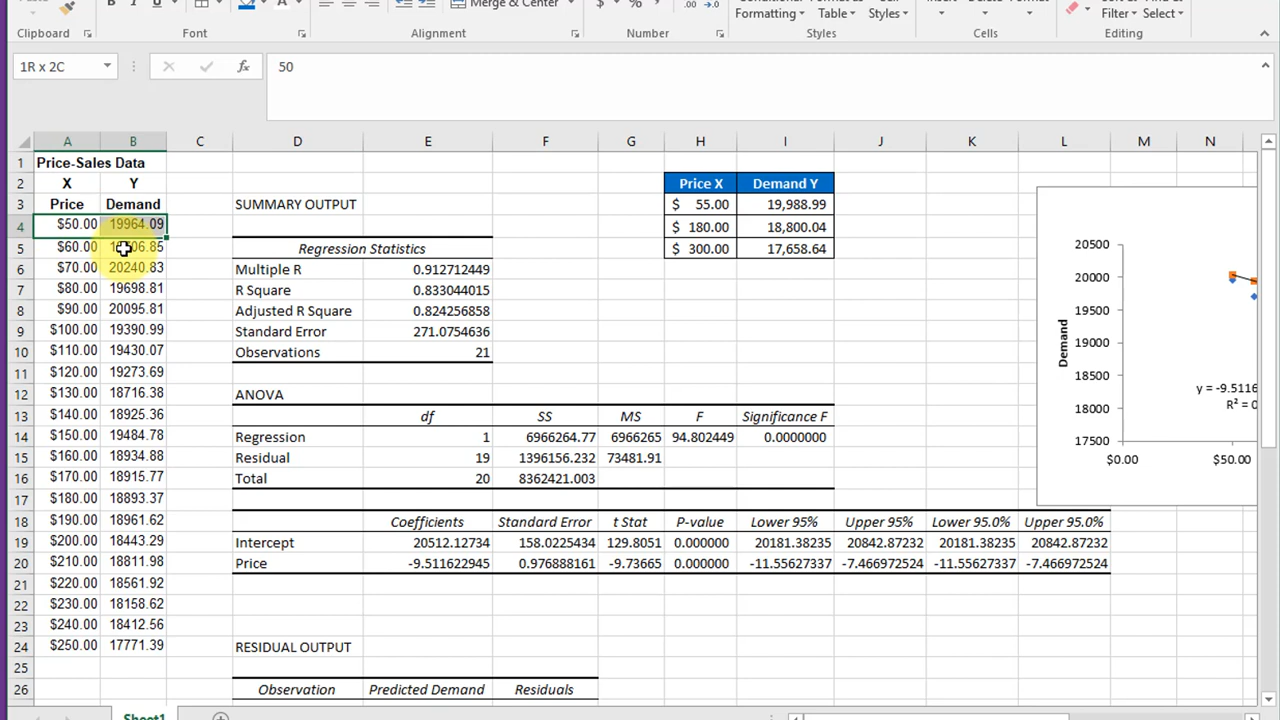 B I U
Merge & Center
$ % ,
Formatting Table Styles
Filter Select
Clipboard Font Alignment Number Styles Cells Editing
1R x 2C fx 50
A B C D E F G H I J K L M N
1 Price-Sales Data
2 X Y Price X Demand Y
3 Price Demand SUMMARY OUTPUT $ 55.00 19,988.99
4 $50.00 19964.09 $ 180.00 18,800.04
5 $60.00 06.85 Regression Statistics $ 300.00 17,658.64
6 $70.00 20240.83 Multiple R 0.912712449
7 $80.00 19698.81 R Square 0.833044015
8 $90.00 20095.81 Adjusted R Square 0.824256858
9 $100.00 19390.99 Standard Error 271.0754636
10 $110.00 19430.07 Observations 21
11 $120.00 19273.69
12 $130.00 18716.38 ANOVA
13 $140.00 18925.36 df SS MS F Significance F
14 $150.00 19484.78 Regression 1 6966264.77 6966265 94.802449 0.0000000
15 $160.00 18934.88 Residual 19 1396156.232 73481.91
16 $170.00 18915.77 Total 20 8362421.003
17 $180.00 18893.37
18 $190.00 18961.62 Coefficients Standard Error t Stat P-value Lower 95% Upper 95% Lower 95.0% Upper 95.0%
19 $200.00 18443.29 Intercept 20512.12734 158.0225434 129.8051 0.000000 20181.38235 20842.87232 20181.38235 20842.87232
20 $210.00 18811.98 Price -9.511622945 0.976888161 -9.73665 0.000000 -11.55627337 -7.466972524 -11.55627337 -7.466972524
21 $220.00 18561.92
22 $230.00 18158.62
23 $240.00 18412.56
24 $250.00 17771.39 RESIDUAL OUTPUT
25
26 Observation Predicted Demand Residuals
20500
20000
19500
19000
18500
18000
17500
Demand
y = -9.5116
R² = 0
$0.00 $50.00
Sheet1